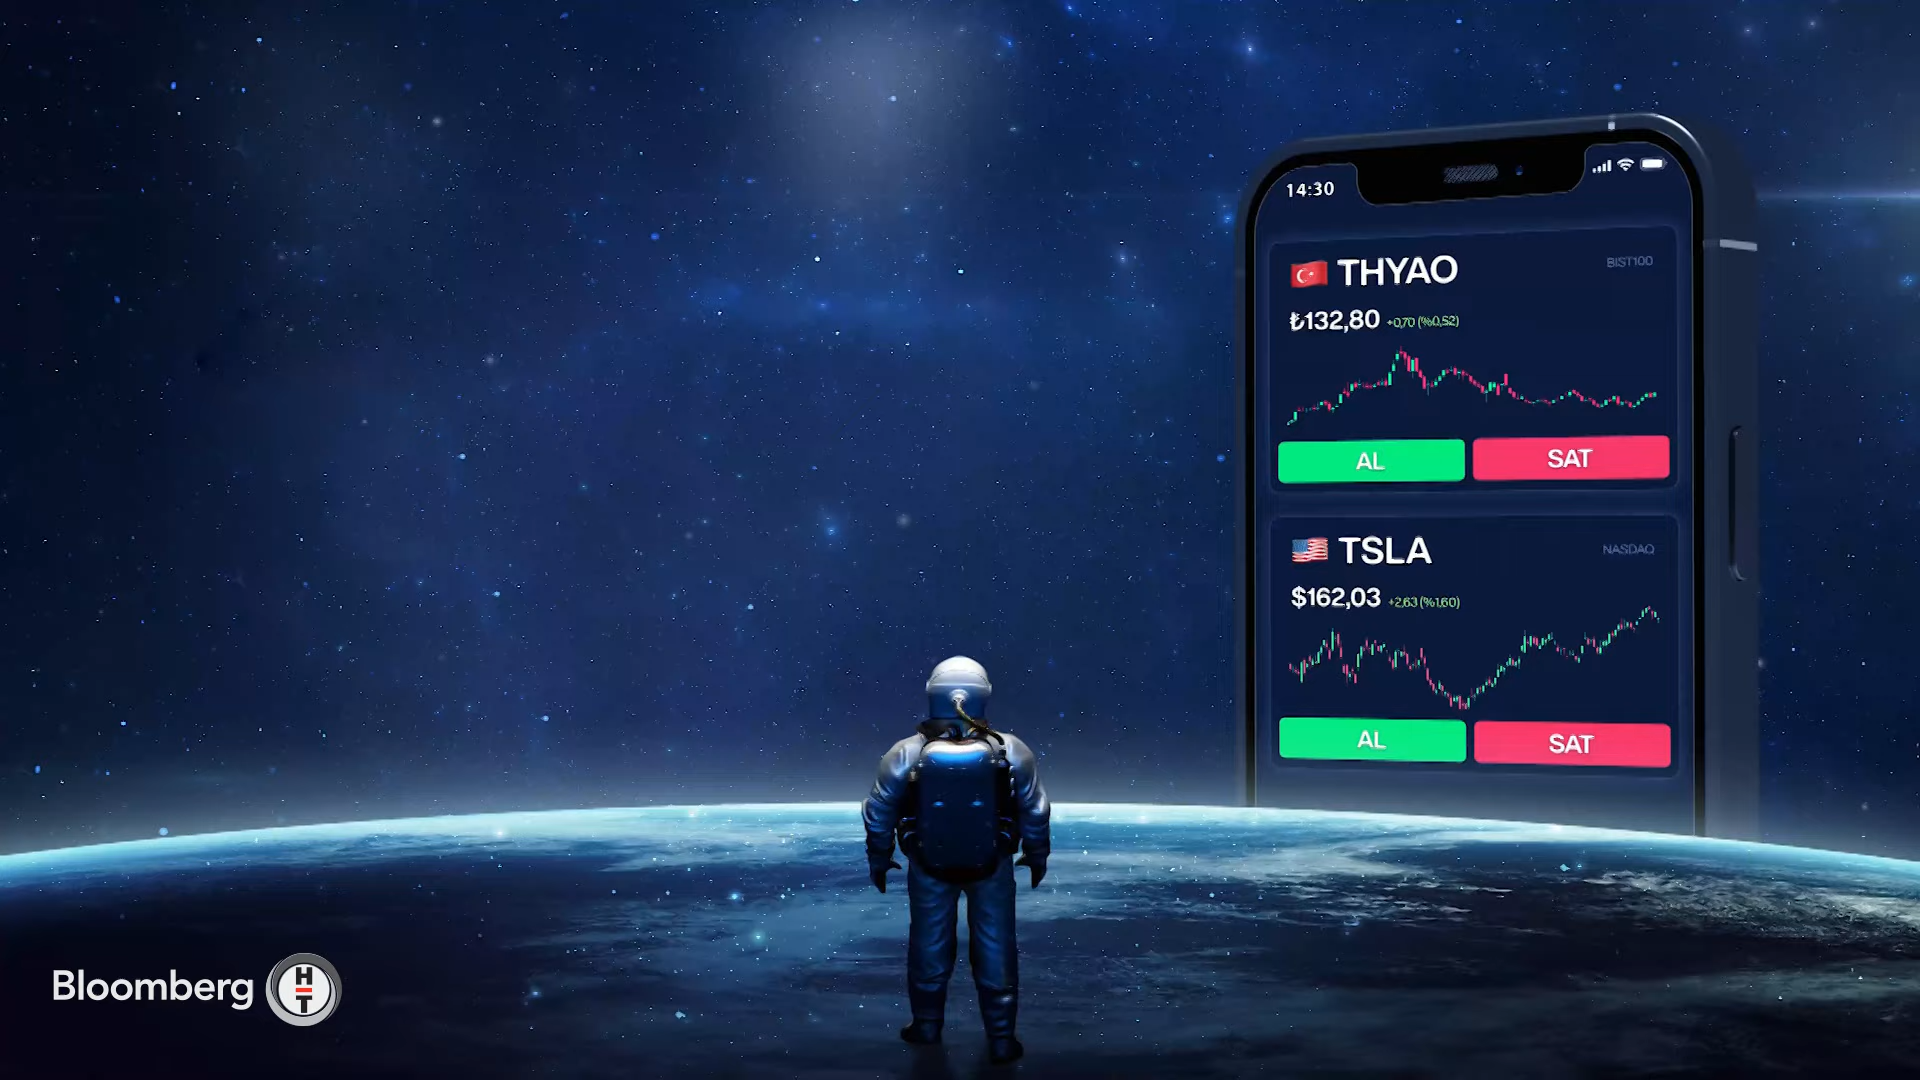 14:30
THYAO
BIST100
₺132,80 +0,70 (%0,52)
AL
SAT
TSLA
NASDAQ
$162,03 +2,63 (%1,60)
AL
SAT
Bloomberg HT